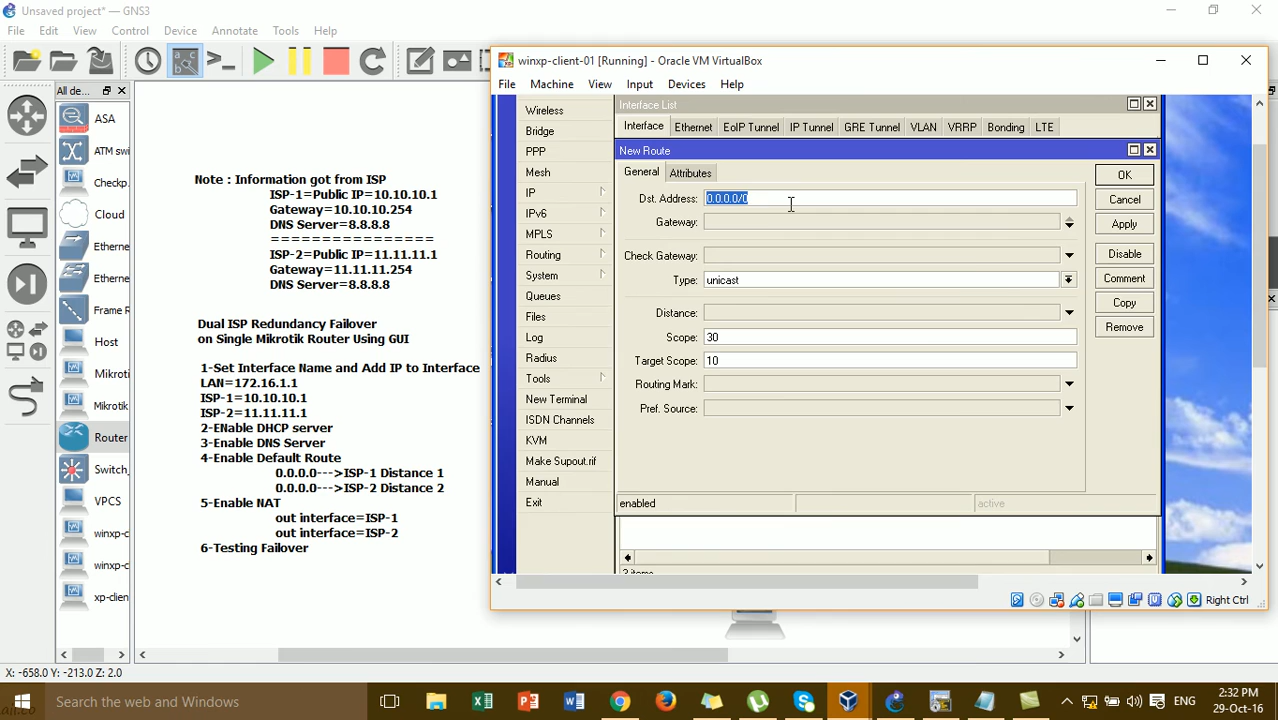 Unsaved project* — GNS3
File Edit View Control Device Annotate Tools Help
All de...
ASA
ATM swi
Checkp.
Cloud
Etherne
Etherne
Frame R
Host
Mikroti
Mikrotik
Router
Switch_
VPCS
winxp-c
winxp-c
xp-clien
Note : Information got from ISP
ISP-1=Public IP=10.10.10.1
Gateway=10.10.10.254
DNS Server=8.8.8.8
================
ISP-2=Public IP=11.11.11.1
Gateway=11.11.11.254
DNS Server=8.8.8.8
Dual ISP Redundancy Failover
on Single Mikrotik Router Using GUI
1-Set Interface Name and Add IP to Interface
LAN=172.16.1.1
ISP-1=10.10.10.1
ISP-2=11.11.11.1
2-ENable DHCP server
3-Enable DNS Server
4-Enable Default Route
0.0.0.0--->ISP-1 Distance 1
0.0.0.0--->ISP-2 Distance 2
5-Enable NAT
out interface=ISP-1
out interface=ISP-2
6-Testing Failover
winxp-client-01 [Running] - Oracle VM VirtualBox
File Machine View Input Devices Help
Wireless
Bridge
PPP
Mesh
IP
IPv6
MPLS
Routing
System
Queues
Files
Log
Radius
Tools
New Terminal
ISDN Channels
KVM
Make Supout.rif
Manual
Exit
Interface List
Interface Ethernet EoIP Tunnel IP Tunnel GRE Tunnel VLAN VRRP Bonding LTE
New Route
General Attributes
Dst. Address: 0.0.0.0/0
Gateway:
Check Gateway:
Type: unicast
Distance:
Scope: 30
Target Scope: 10
Routing Mark:
Pref. Source:
OK
Cancel
Apply
Disable
Comment
Copy
Remove
enabled
active
Right Ctrl
X: -658.0 Y: -213.0 Z: 2.0
Search the web and Windows
ENG
2:32 PM
29-Oct-16